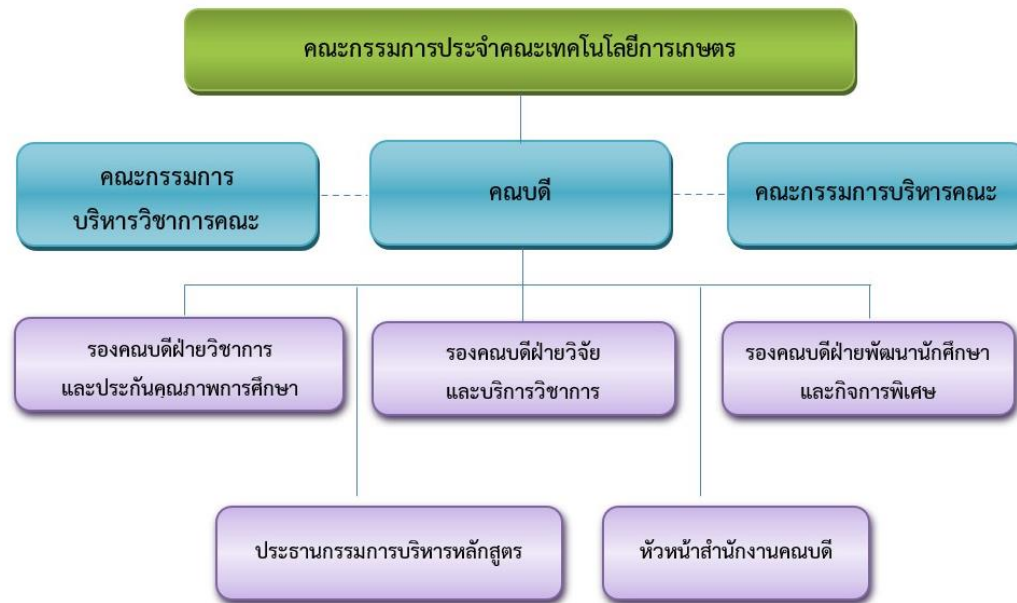 คณะกรรมการประจำคณะเทคโนโลยีการเกษตร
คณะกรรมการ
บริหารวิชาการคณะ
คณบดี
คณะกรรมการบริหารคณะ
รองคณบดีฝ่ายวิชาการ
และประกันคุณภาพการศึกษา
รองคณบดีฝ่ายวิจัย
และบริการวิชาการ
รองคณบดีฝ่ายพัฒนานักศึกษา
และกิจการพิเศษ
ประธานกรรมการบริหารหลักสูตร
หัวหน้าสำนักงานคณบดี